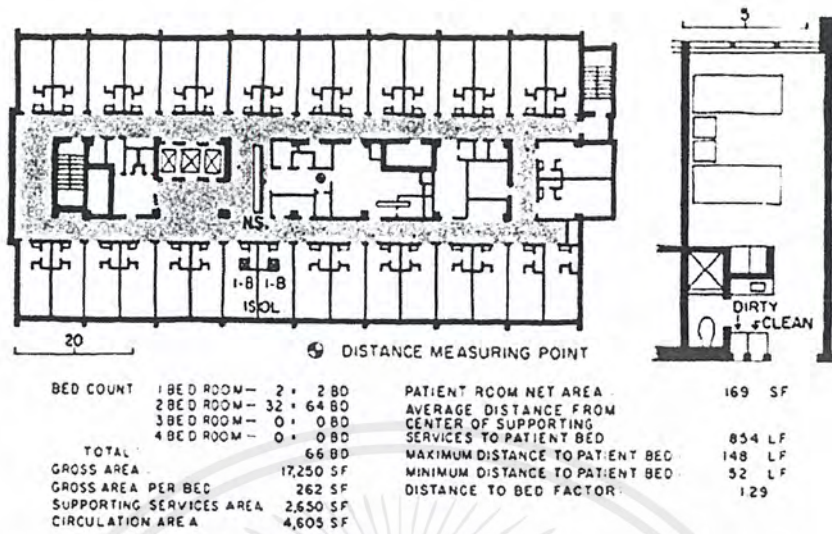 5
N.S.
1-B 1-B
ISOL
20
DISTANCE MEASURING POINT
DIRTY
CLEAN
BED COUNT 1 BED ROOM — 2 = 2 BD
2 BED ROOM — 32 = 64 BD
3 BED ROOM — 0 = 0 BD
4 BED ROOM — 0 = 0 BD
TOTAL 66 BD
GROSS AREA 17,250 SF
GROSS AREA PER BED 262 SF
SUPPORTING SERVICES AREA 2,650 SF
CIRCULATION AREA 4,605 SF
PATIENT ROOM NET AREA 169 SF
AVERAGE DISTANCE FROM
CENTER OF SUPPORTING
SERVICES TO PATIENT BED 854 LF
MAXIMUM DISTANCE TO PATIENT BED 148 LF
MINIMUM DISTANCE TO PATIENT BED 52 LF
DISTANCE TO BED FACTOR 1.29